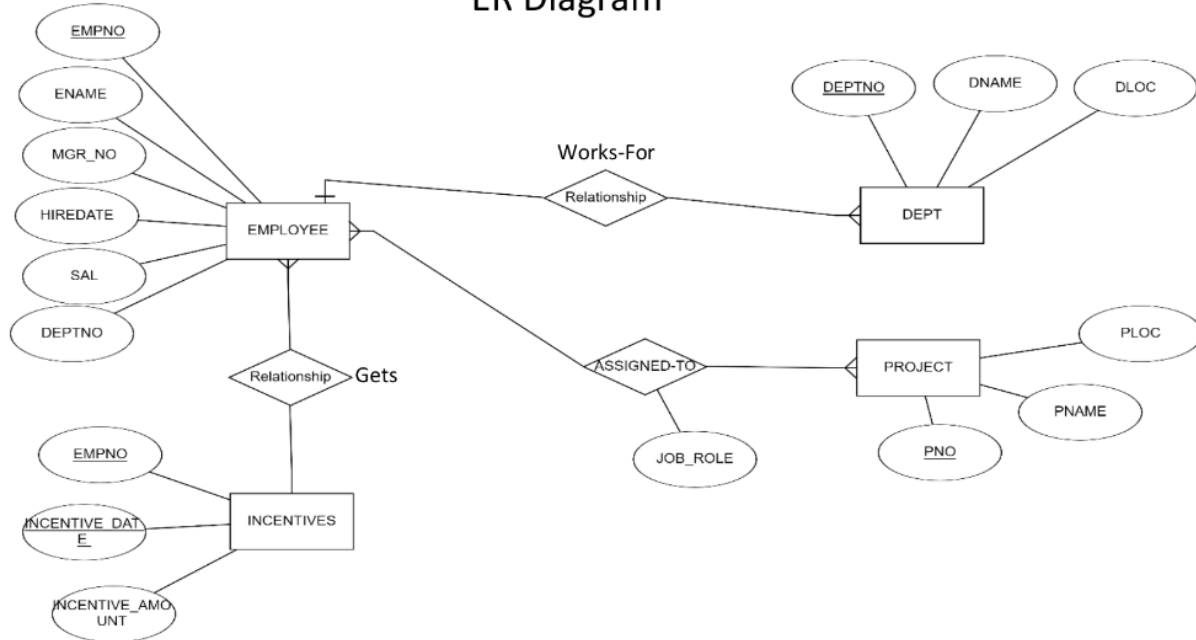 ER Diagram
EMPNO
ENAME
MGR_NO
HIREDATE
SAL
DEPTNO
EMPLOYEE
Works-For
Relationship
DEPTNO
DNAME
DLOC
DEPT
Relationship
Gets
ASSIGNED-TO
JOB_ROLE
PROJECT
PLOC
PNAME
PNO
EMPNO
INCENTIVE_DAT
E
INCENTIVE_AMO
UNT
INCENTIVES